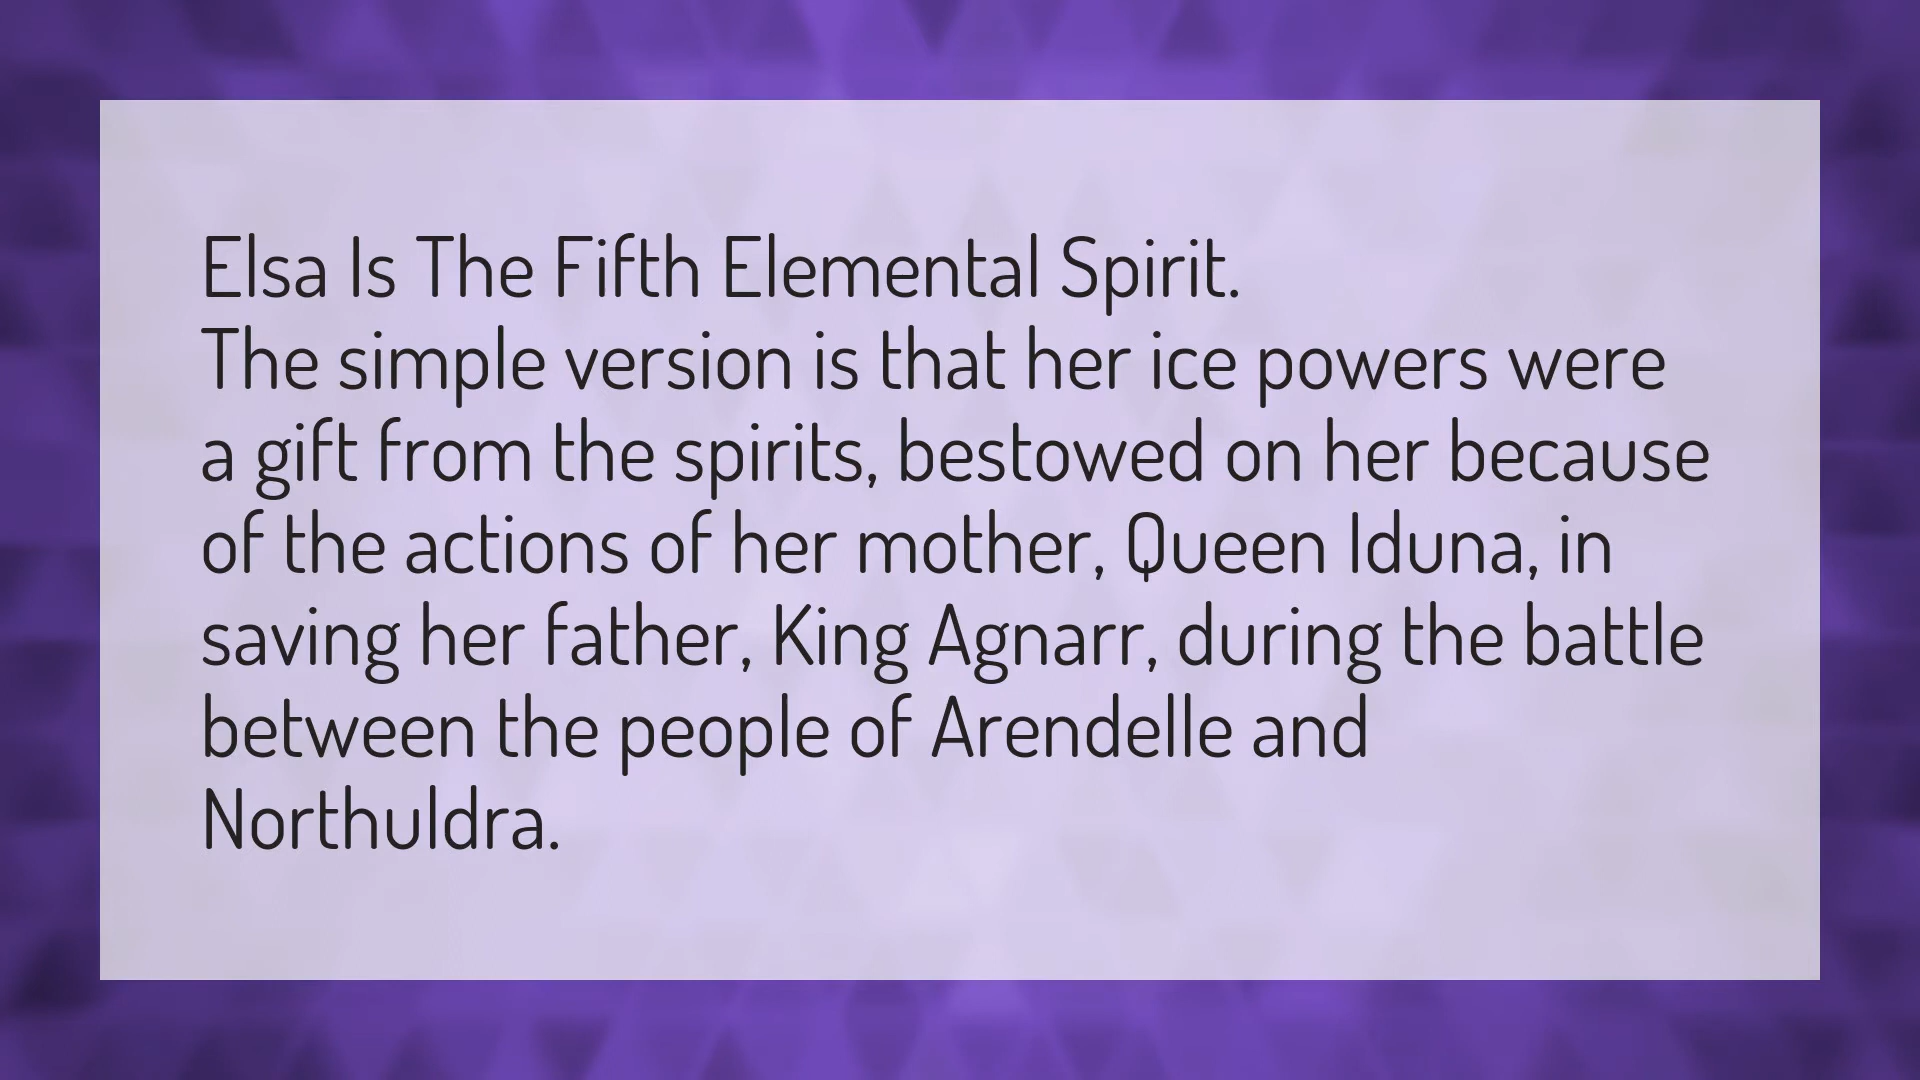 Elsa Is The Fifth Elemental Spirit.
The simple version is that her ice powers were
a gift from the spirits, bestowed on her because
of the actions of her mother, Queen Iduna, in
saving her father, King Agnarr, during the battle
between the people of Arendelle and
Northuldra.